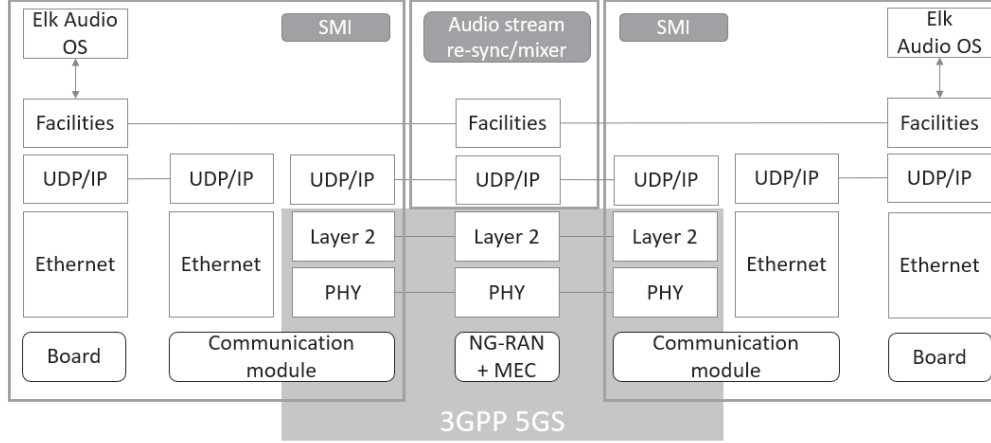 Elk Audio
OS
SMI
Audio stream
re-sync/mixer
SMI
Elk
Audio OS
Facilities
Facilities
Facilities
UDP/IP
UDP/IP
UDP/IP
UDP/IP
UDP/IP
UDP/IP
UDP/IP
Ethernet
Ethernet
Layer 2
Layer 2
Layer 2
Ethernet
Ethernet
PHY
PHY
PHY
Board
Communication
module
NG-RAN
+ MEC
Communication
module
Board
3GPP 5GS